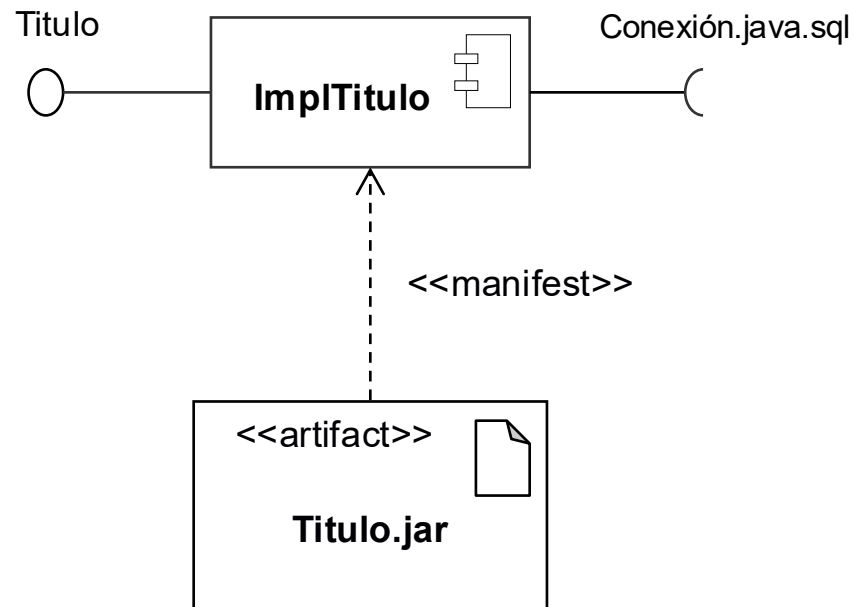 Titulo
Conexión.java.sql
ImplTitulo
<<manifest>>
<<artifact>>
Titulo.jar